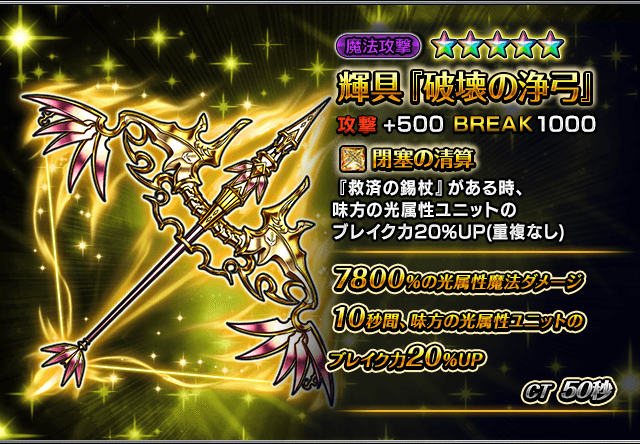 魔法攻撃
輝具『破壊の浄弓』
攻撃 +500 BREAK 1000
閉塞の清算
『救済の錫杖』がある時、
味方の光属性ユニットの
ブレイク力20%UP(重複なし)
7800%の光属性魔法ダメージ
10秒間、味方の光属性ユニットの
ブレイク力20%UP
CT 50秒